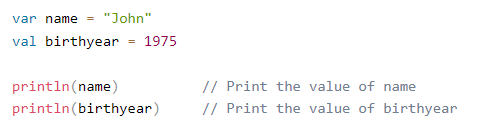 var name = "John"
val birthyear = 1975
println(name)          // Print the value of name
println(birthyear)     // Print the value of birthyear